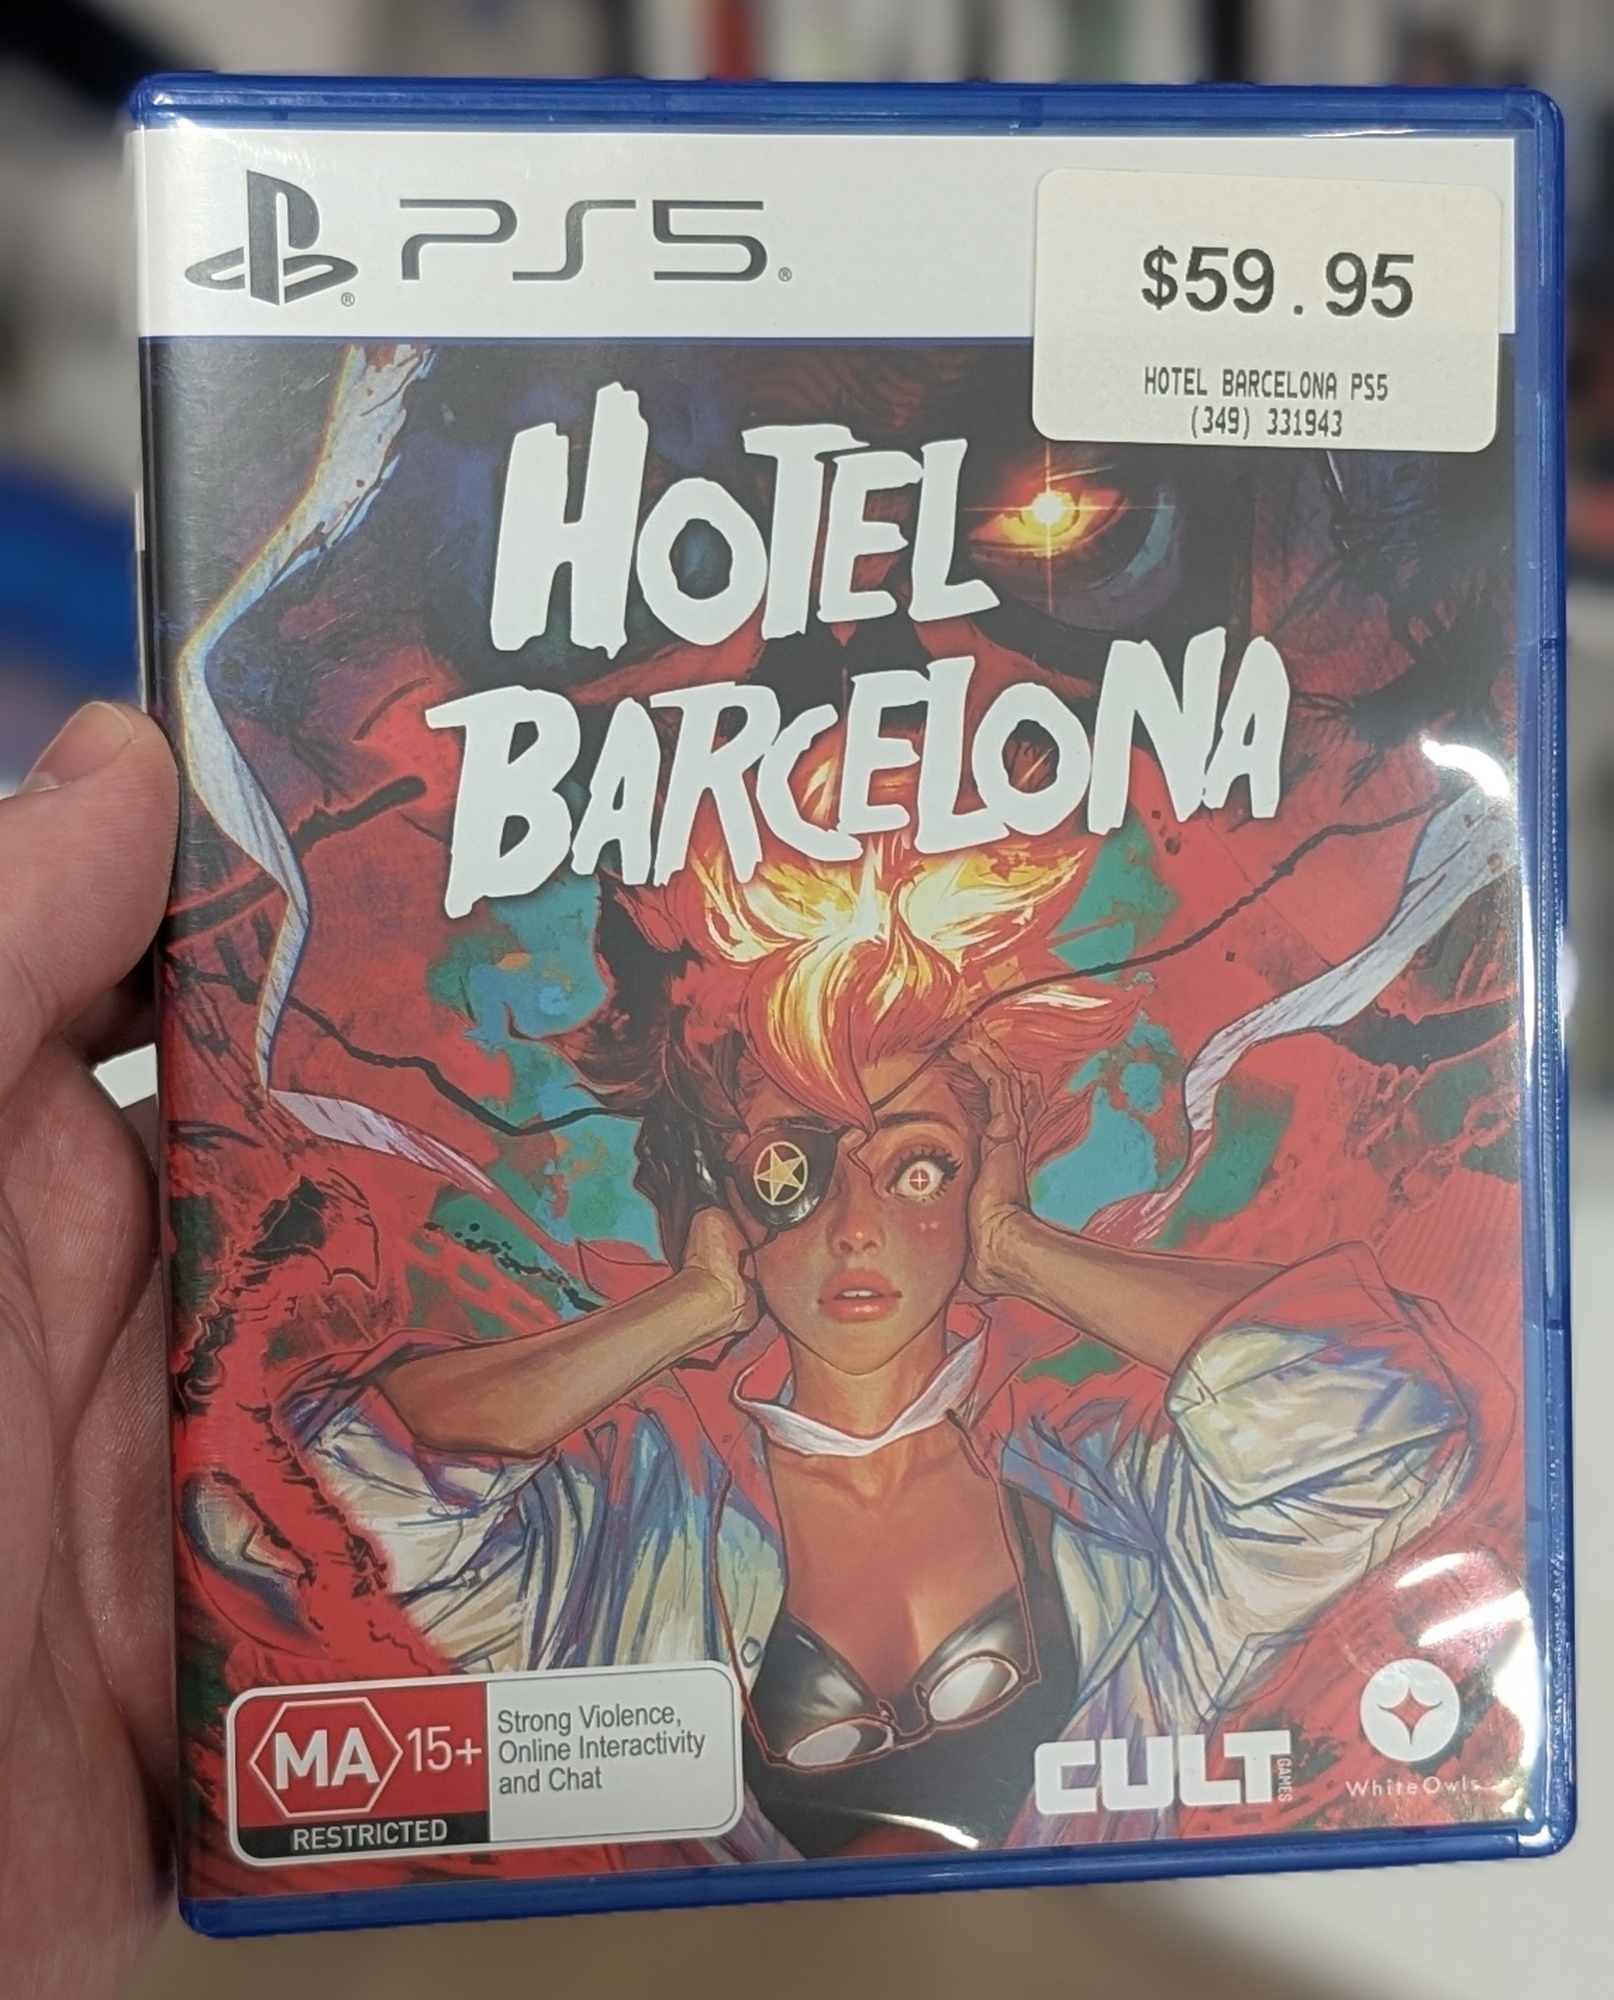 PS5
$59.95
HOTEL BARCELONA PS5
(349) 331943
HOTEL
BARCELONA
MA 15+
RESTRICTED
Strong Violence,
Online Interactivity
and Chat
CULT GAMES
WhiteOwls